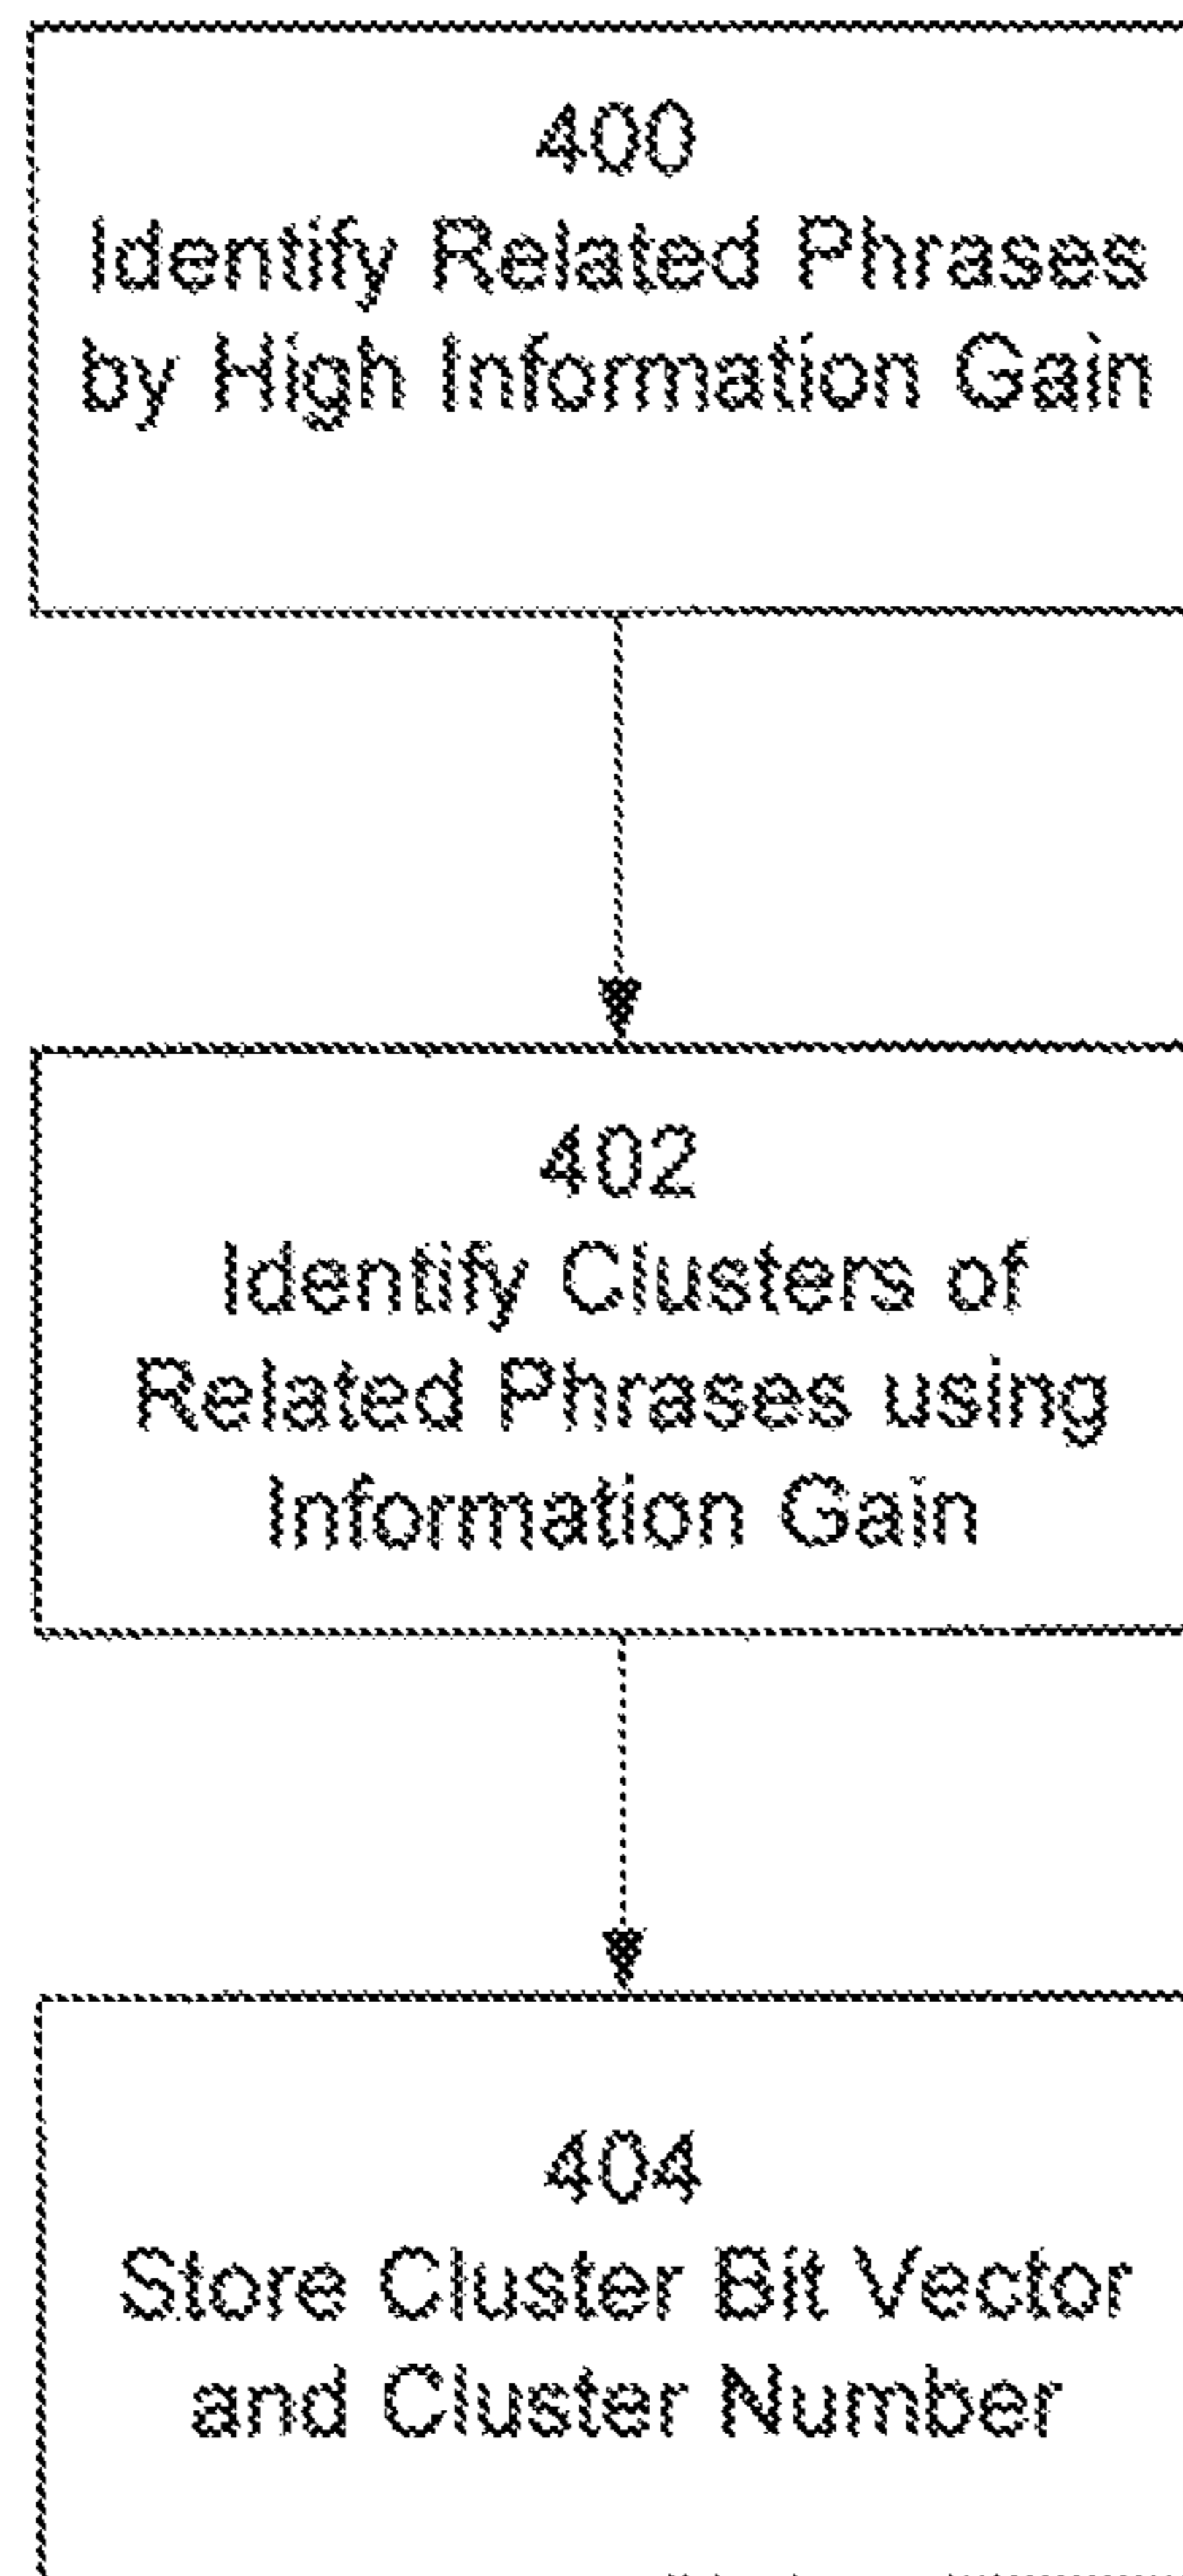 400
Identify Related Phrases
by High Information Gain
402
Identify Clusters of
Related Phrases using
Information Gain
404
Store Cluster Bit Vector
and Cluster Number